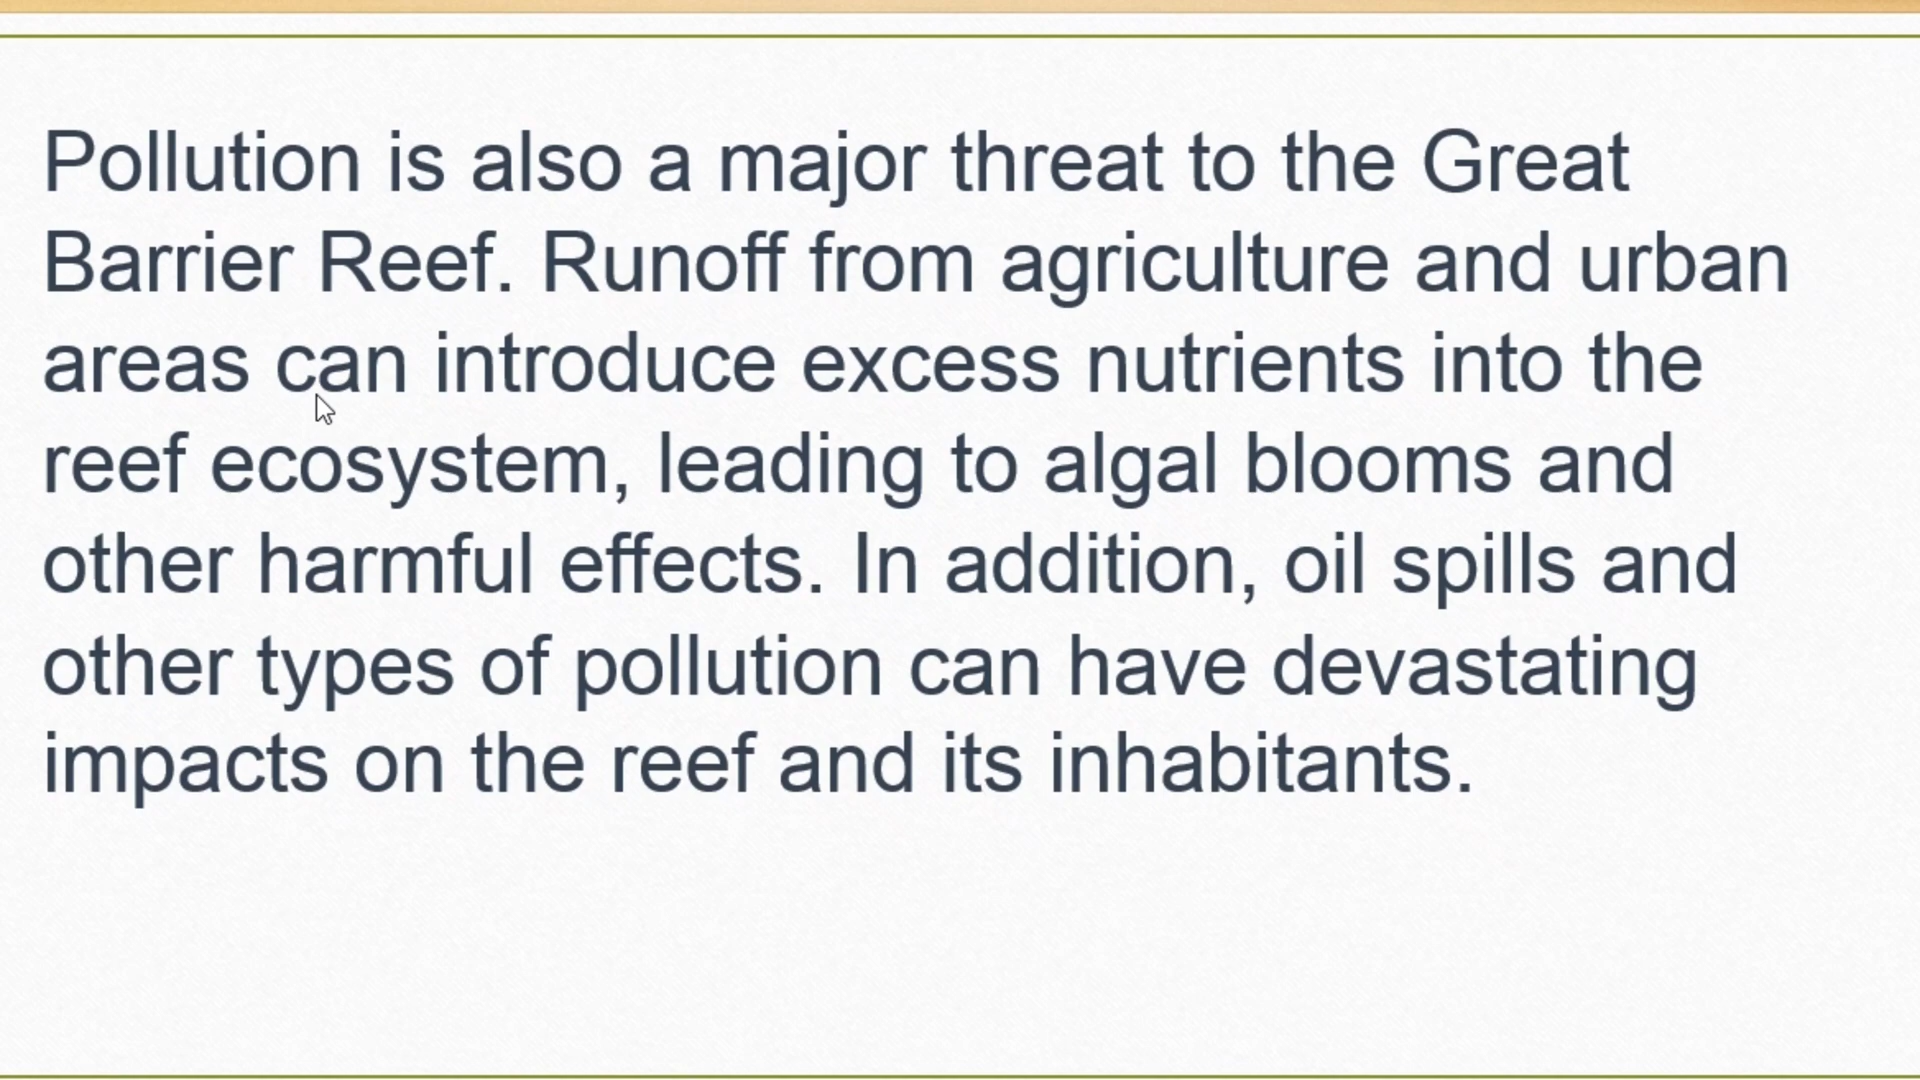 Pollution is also a major threat to the Great
Barrier Reef. Runoff from agriculture and urban
areas can introduce excess nutrients into the
reef ecosystem, leading to algal blooms and
other harmful effects. In addition, oil spills and
other types of pollution can have devastating
impacts on the reef and its inhabitants.